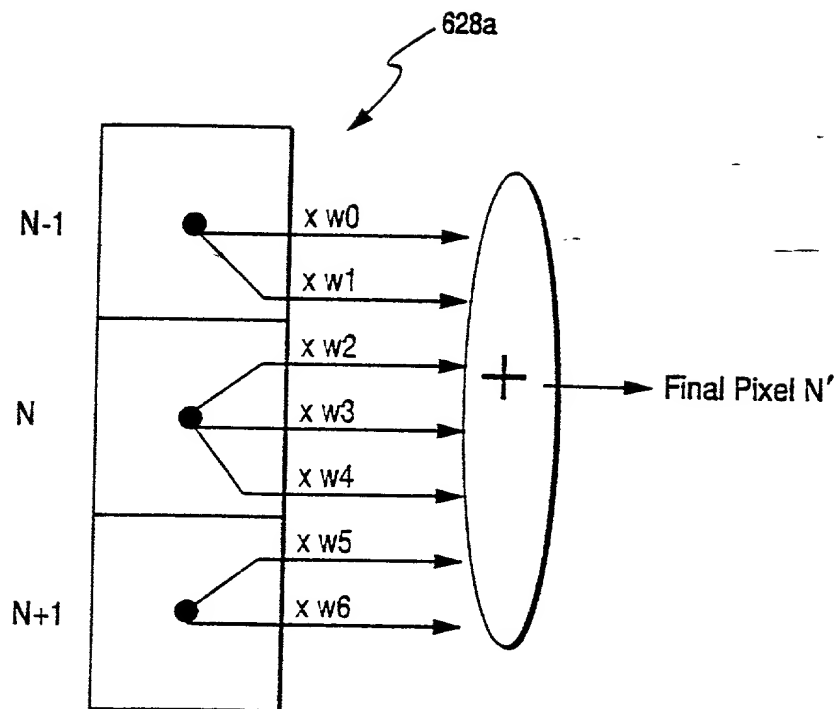 628a
N-1
x w0
x w1
x w2
N
x w3
x w4
x w5
N+1
x w6
+
Final Pixel N'